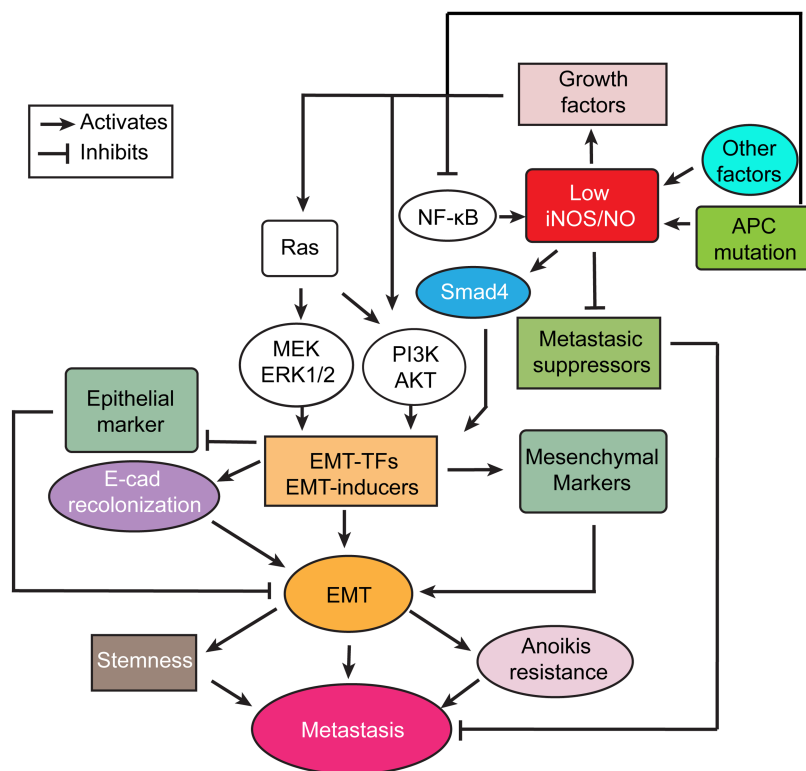 Activates
Inhibits
Growth
factors
Other
factors
NF-κB
Low
iNOS/NO
APC
mutation
Ras
Smad4
MEK
ERK1/2
PI3K
AKT
Metastasic
suppressors
Epithelial
marker
E-cad
recolonization
EMT-TFs
EMT-inducers
Mesenchymal
Markers
EMT
Stemness
Anoikis
resistance
Metastasis